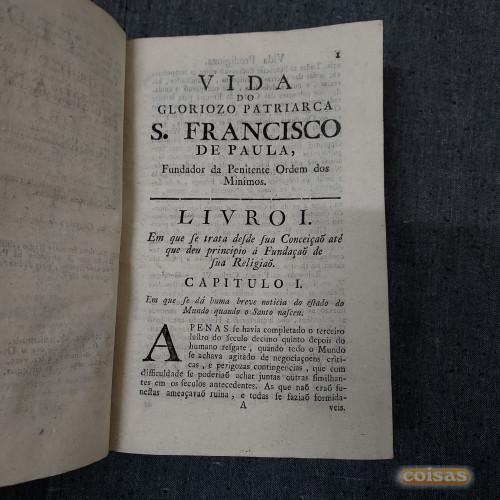 1
VIDA
DO
GLORIOZO PATRIARCA
S. FRANCISCO
DE PAULA,
Fundador da Penitente Ordem dos
Minimos.
LIVRO I.
Em que ſe trata deſde ſua Conceiçaõ até
que deu principio á Fundaçaõ de
ſua Religiaõ.
CAPITULO I.
Em que ſe dá huma breve noticia do eſtado do
Mundo quando o Santo naſceu.
APENAS ſe havia completado o terceiro
luſtro do ſeculo decimo quinto depois do
humano reſgate, quando todo o Mundo
ſe achava agitado de negociaçoens criti-
cas, e perigozas contingencias, que com
difficuldade ſe poderiaõ achar juntas outras ſimilhan-
tes em os ſeculos antecedentes. As que naõ eraõ fu-
neſtas ameaçavaõ ruina, e todas ſe faziaõ formida-
A
veis.
coisas